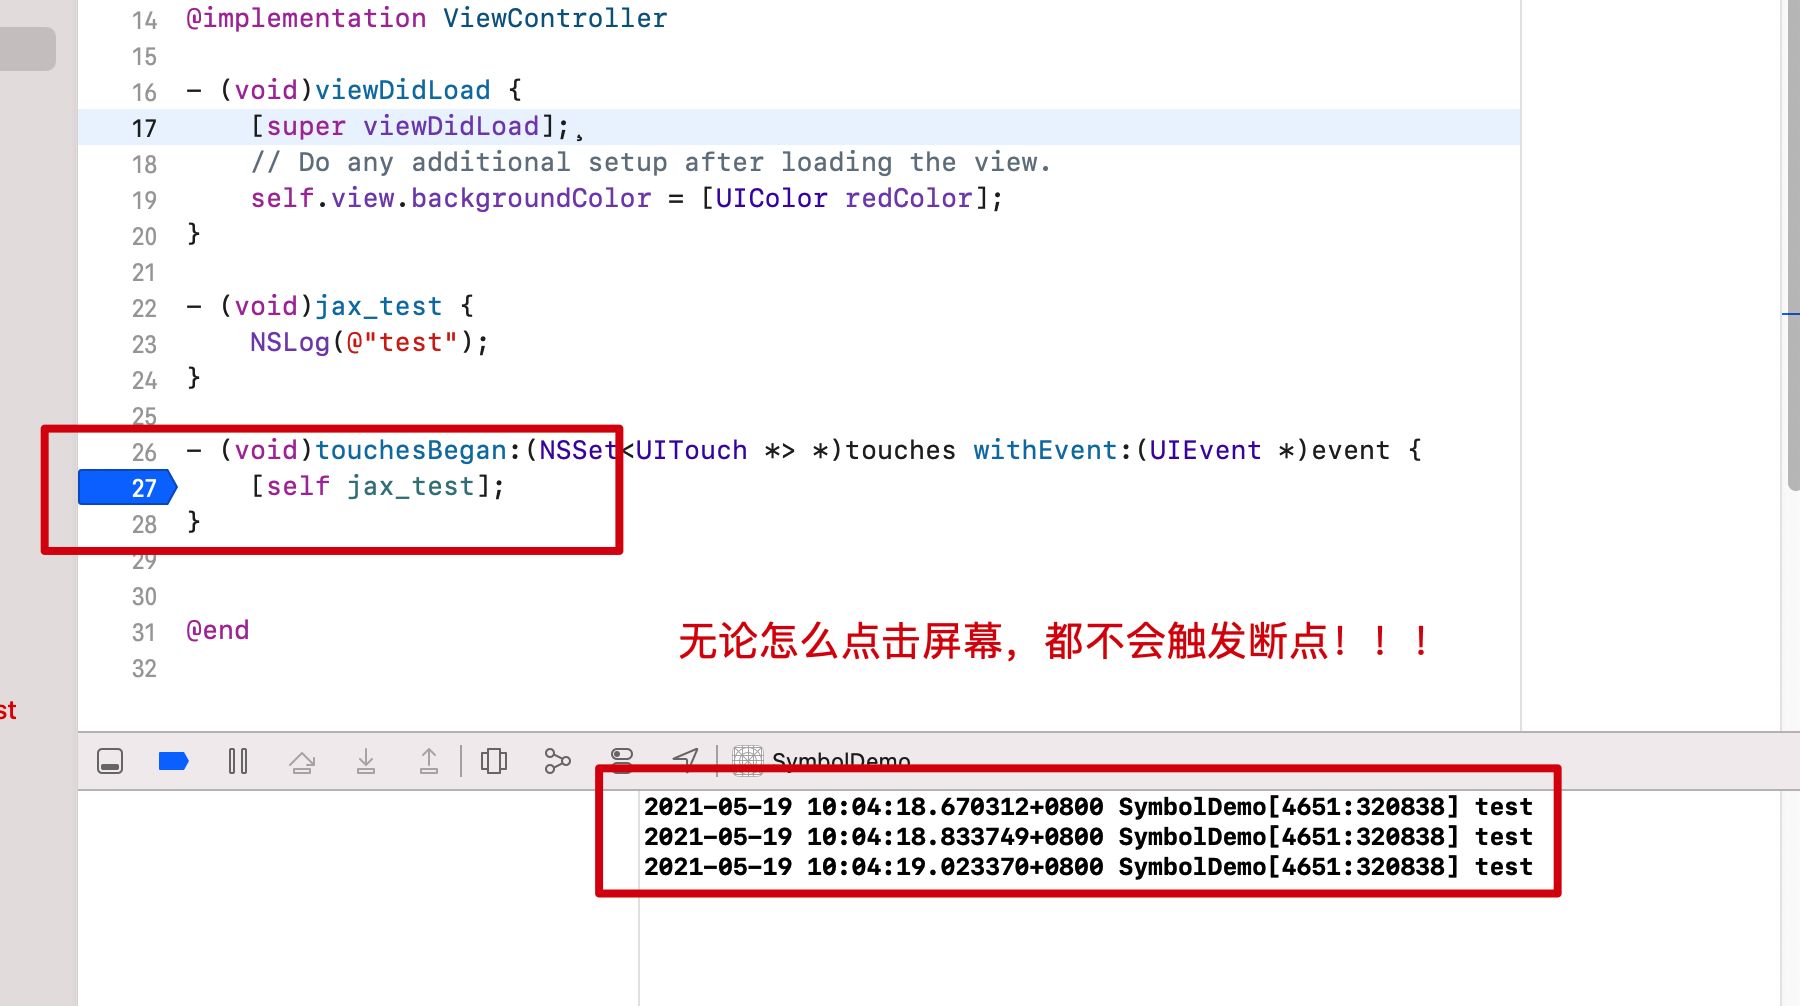 14 @implementation ViewController
15
16 - (void)viewDidLoad {
17 [super viewDidLoad];¸
18 // Do any additional setup after loading the view.
19 self.view.backgroundColor = [UIColor redColor];
20 }
21
22 - (void)jax_test {
23 NSLog(@"test");
24 }
25
26 - (void)touchesBegan:(NSSet<UITouch *> *)touches withEvent:(UIEvent *)event {
27 [self jax_test];
28 }
29
30
31 @end
无论怎么点击屏幕，都不会触发断点！！！
32
st
SymbolDemo
2021-05-19 10:04:18.670312+0800 SymbolDemo[4651:320838] test
2021-05-19 10:04:18.833749+0800 SymbolDemo[4651:320838] test
2021-05-19 10:04:19.023370+0800 SymbolDemo[4651:320838] test